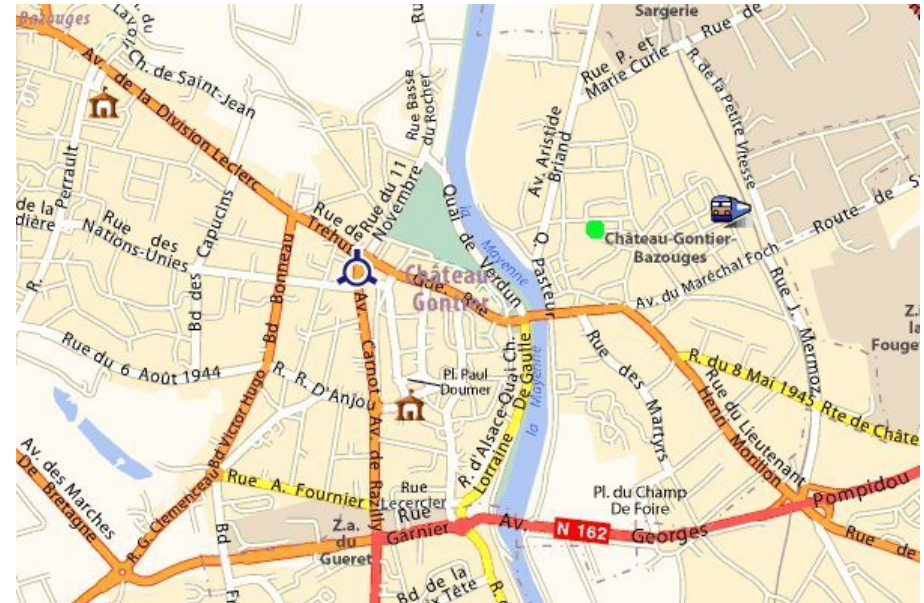 Bazouges
Sargerie
Rue de
Rue P. et
Marie Curie
R. de la Petite Vitesse
Ch. de Saint-Jean
Av. de la Division Leclerc
Rue Basse
du Rocher
Av. Aristide
Briand
R. Perrault
Rue du 11
Novembre
Rue de
Tréhut
Quai de Verdun
la
Mayenne
Q. Pasteur
Château-Gontier-
Bazouges
Route de S
Av. du Maréchal Foch
de la
dière
Rue des
Nations-Unies
Bd des Capucins
Bd Bonneau
Château
Gontier
Rue
Rue J. Mermoz
Z.i
la
Fouget
Rue du 6 Août 1944
R. R. D'Anjou
Av. Carnot
Pl. Paul
Doumer
R. d'Alsace-
Lorraine
Quai Ch.
De Gaulle
la Mayenne
Rue des Martyrs
R. du 8 Mai 1945
Rte de Châte
Rue du Lieutenant
Henri Morillon
Bd Victor Hugo
R. G. Clemenceau
Av. des Marches
De Bretagne
Rue A. Fournier
Av. de Razilly
Rue
Lecercler
Rue
Garnier
Z.a.
du
Gueret
Bd
Fr
Av.
N 162
Georges
Pompidou
Pl. du Champ
De Foire
Rue de
Bd de la
x Tête
R.